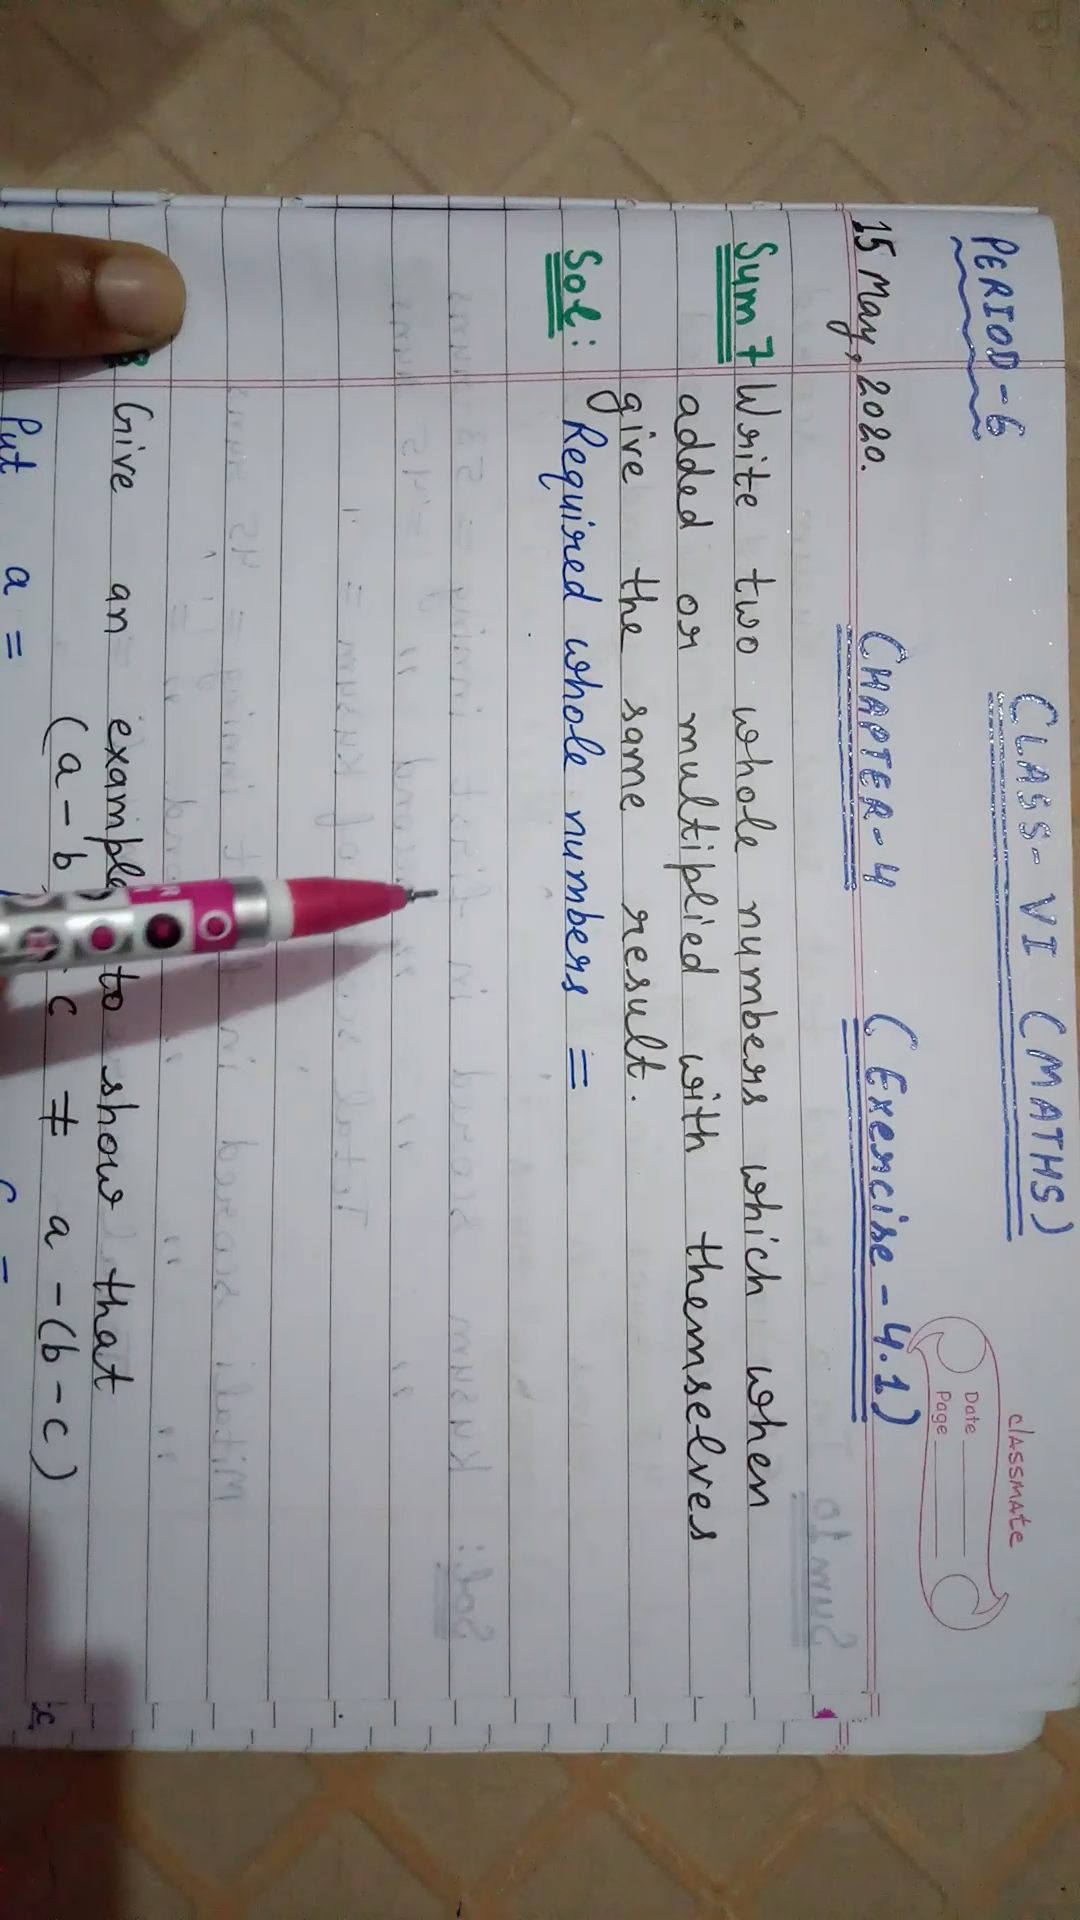 classmate
Date
Page
PERIOD-6
CLASS-VI (MATHS)
15 May, 2020.
CHAPTER-4 (Exercise-4.1)
Sum 7 Write two whole numbers which when
added or multiplied with themselves
give the same result.
Sol: Required whole numbers =
Give an example to show that
(a-b c ≠ a-(b-c)
Put a =